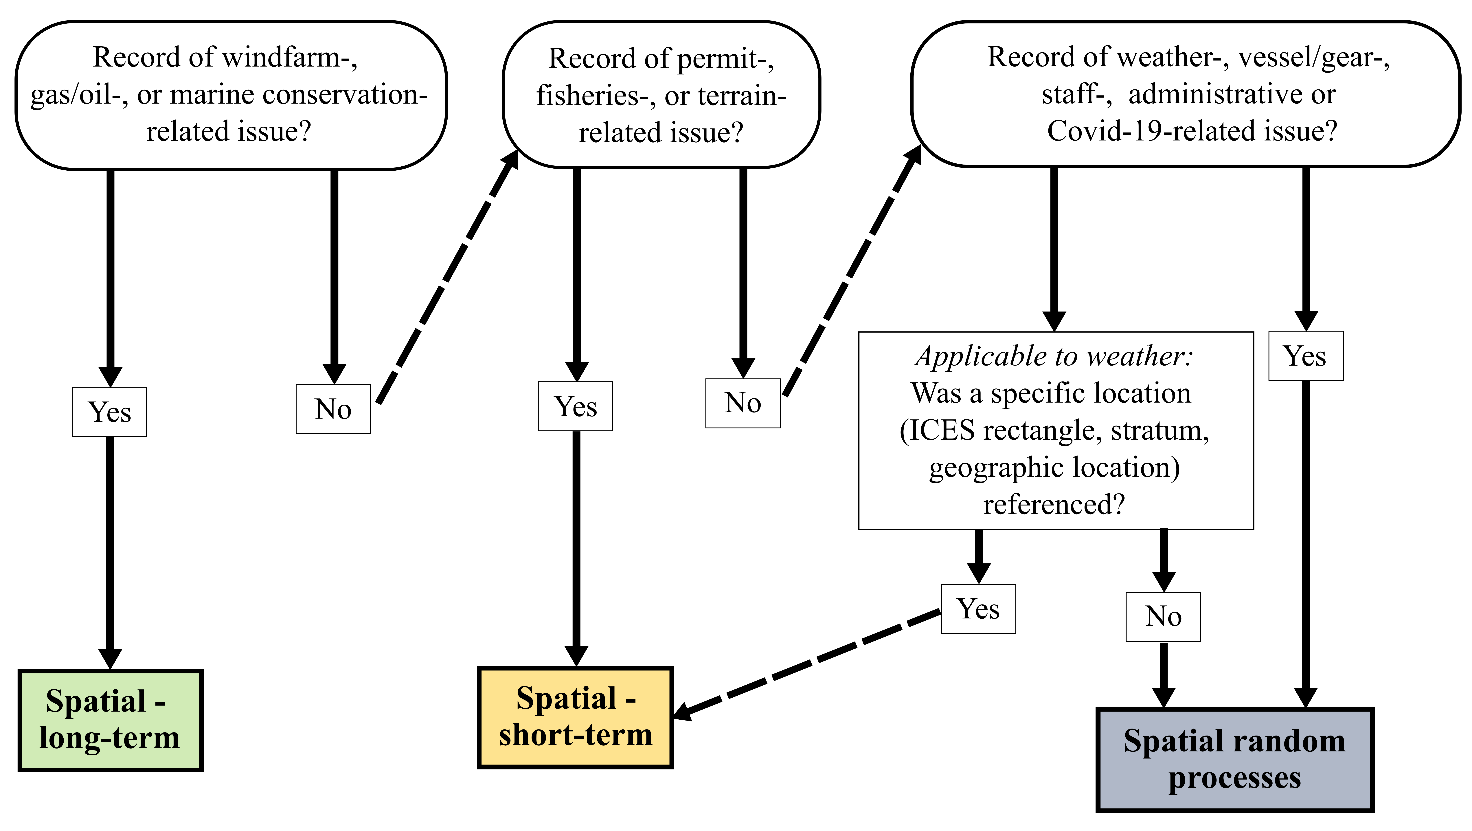 Record of windfarm-,
gas/oil-, or marine conservation-
related issue?
Record of permit-,
fisheries-, or terrain-
related issue?
Record of weather-, vessel/gear-,
staff-, administrative or
Covid-19-related issue?
Yes
No
Yes
No
Applicable to weather:
Was a specific location
(ICES rectangle, stratum,
geographic location)
referenced?
Yes
Yes
No
Spatial -
long-term
Spatial -
short-term
Spatial random
processes